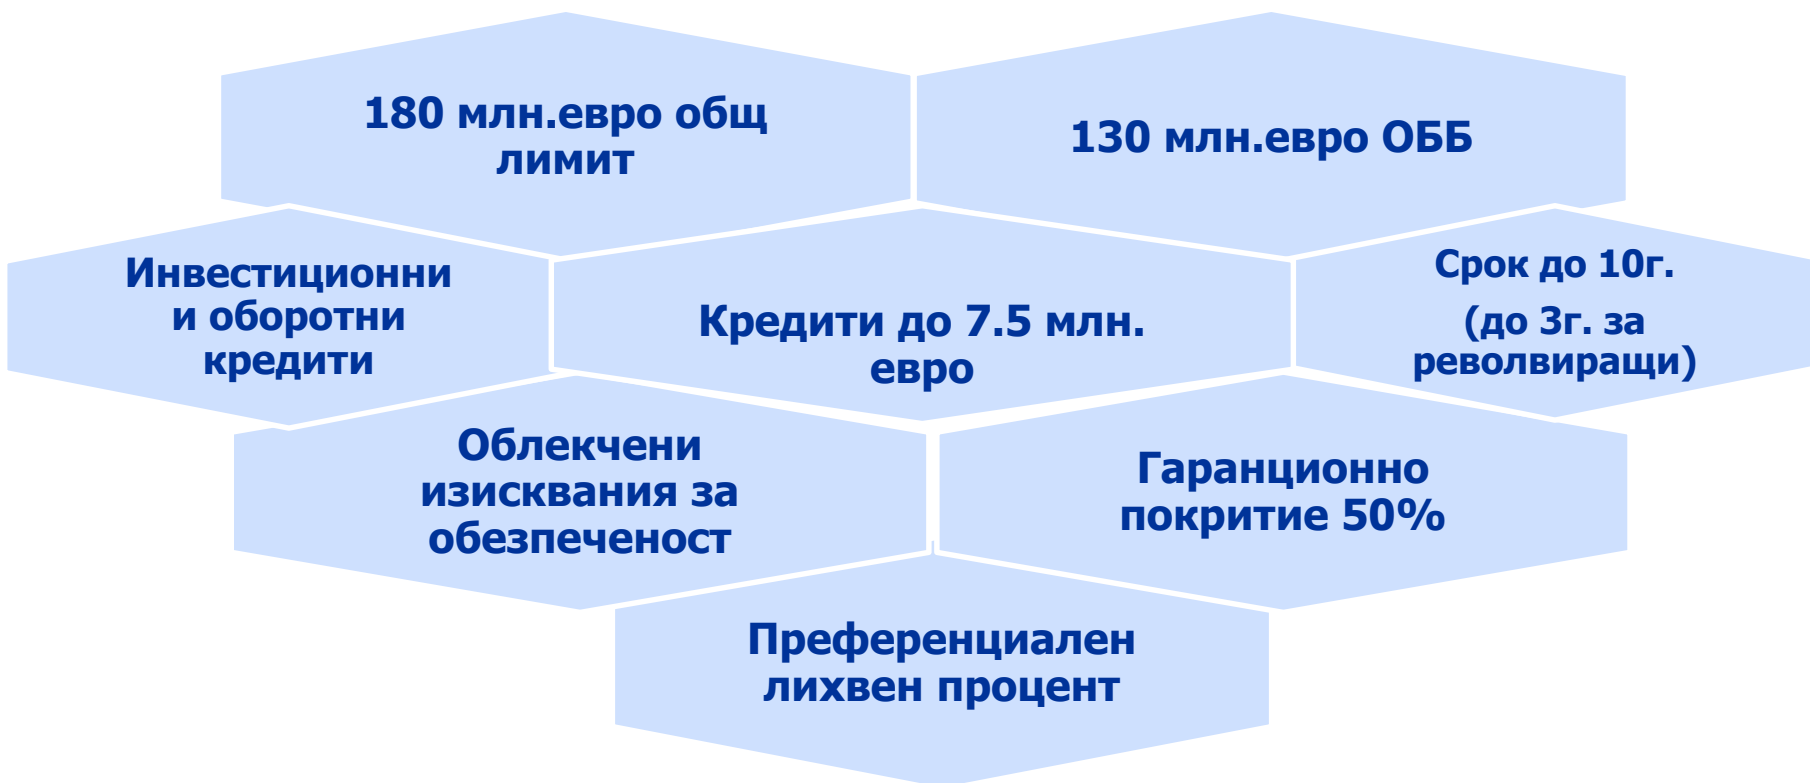 180 млн.евро общ
лимит
130 млн.евро ОББ
Инвестиционни
и оборотни
кредити
Кредити до 7.5 млн.
евро
Срок до 10г.
(до 3г. за
револвиращи)
Облекчени
изисквания за
обезпеченост
Гаранционно
покритие 50%
Преференциален
лихвен процент